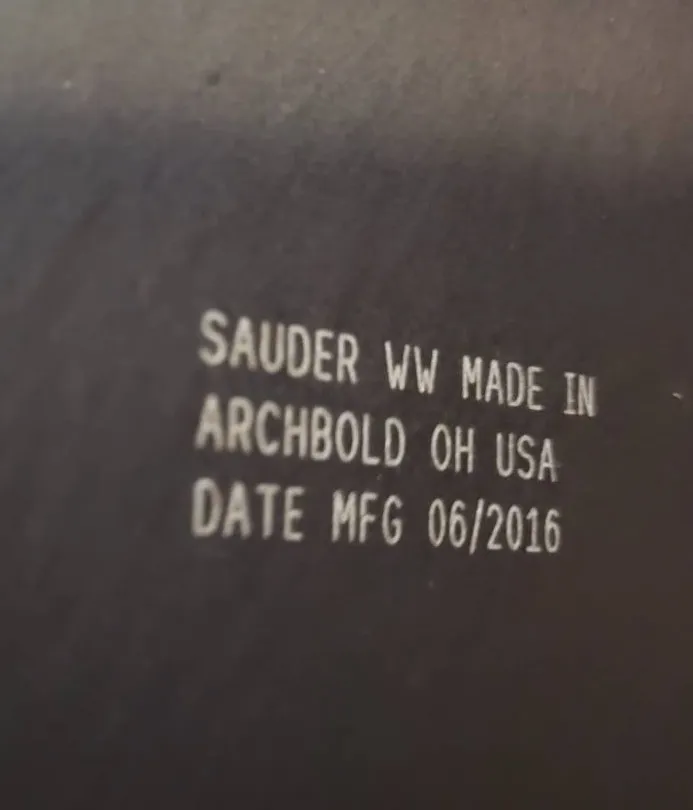 SAUDER WW MADE IN
ARCHBOLD OH USA
DATE MFG 06/2016